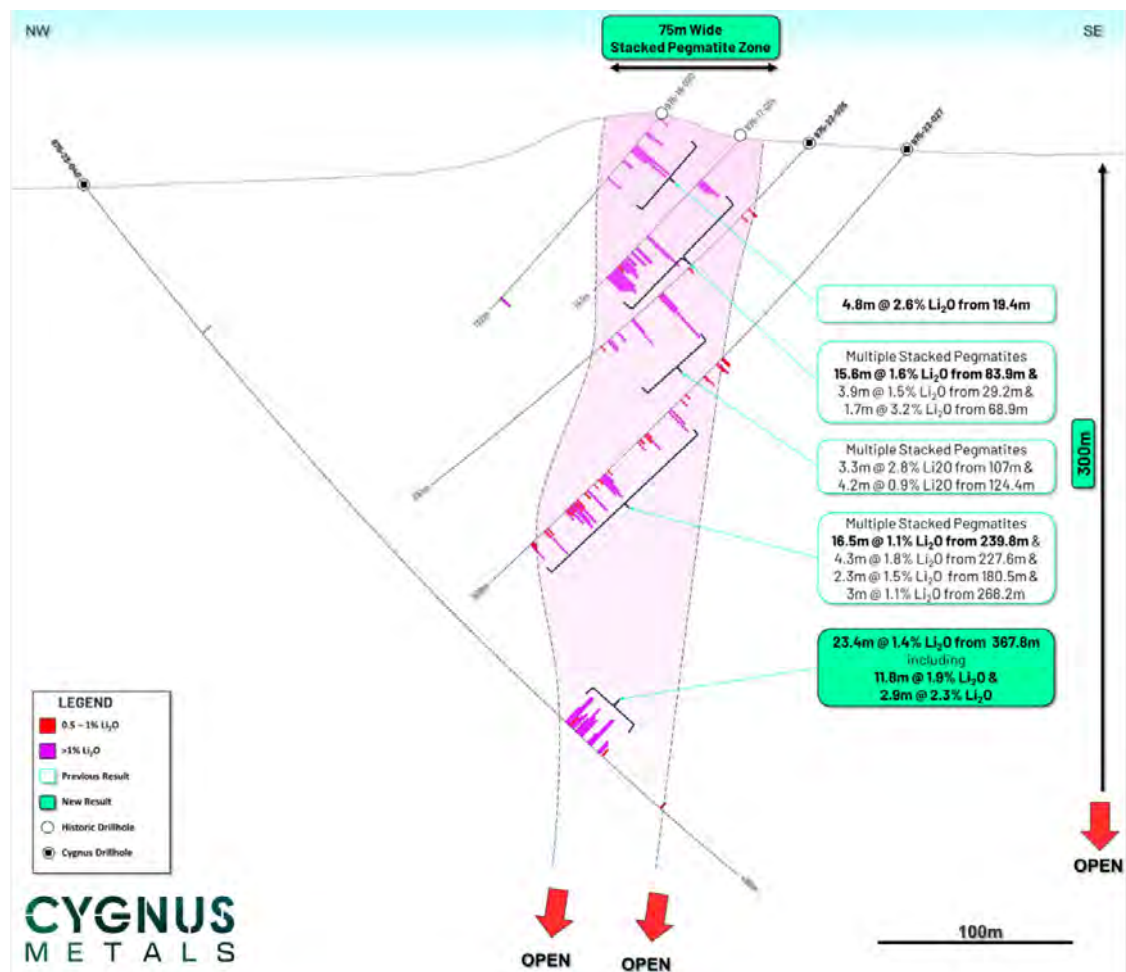 NW
75m Wide
Stacked Pegmatite Zone
SE
4.8m @ 2.6% Li₂O from 19.4m
Multiple Stacked Pegmatites
15.6m @ 1.6% Li₂O from 83.9m &
3.9m @ 1.5% Li₂O from 29.2m &
1.7m @ 3.2% Li₂O from 68.9m
Multiple Stacked Pegmatites
3.3m @ 2.8% Li2O from 107m &
4.2m @ 0.9% Li2O from 124.4m
Multiple Stacked Pegmatites
16.5m @ 1.1% Li₂O from 239.8m &
4.3m @ 1.8% Li₂O from 227.6m &
2.3m @ 1.5% Li₂O from 180.5m &
3m @ 1.1% Li₂O from 268.2m
23.4m @ 1.4% Li₂O from 367.8m
including
11.8m @ 1.9% Li₂O &
2.9m @ 2.3% Li₂O
300m
OPEN
LEGEND
0.5 – 1% Li₂O
>1% Li₂O
Previous Result
New Result
Historic Drillhole
Cygnus Drillhole
CYGNUS
METALS
OPEN
OPEN
100m